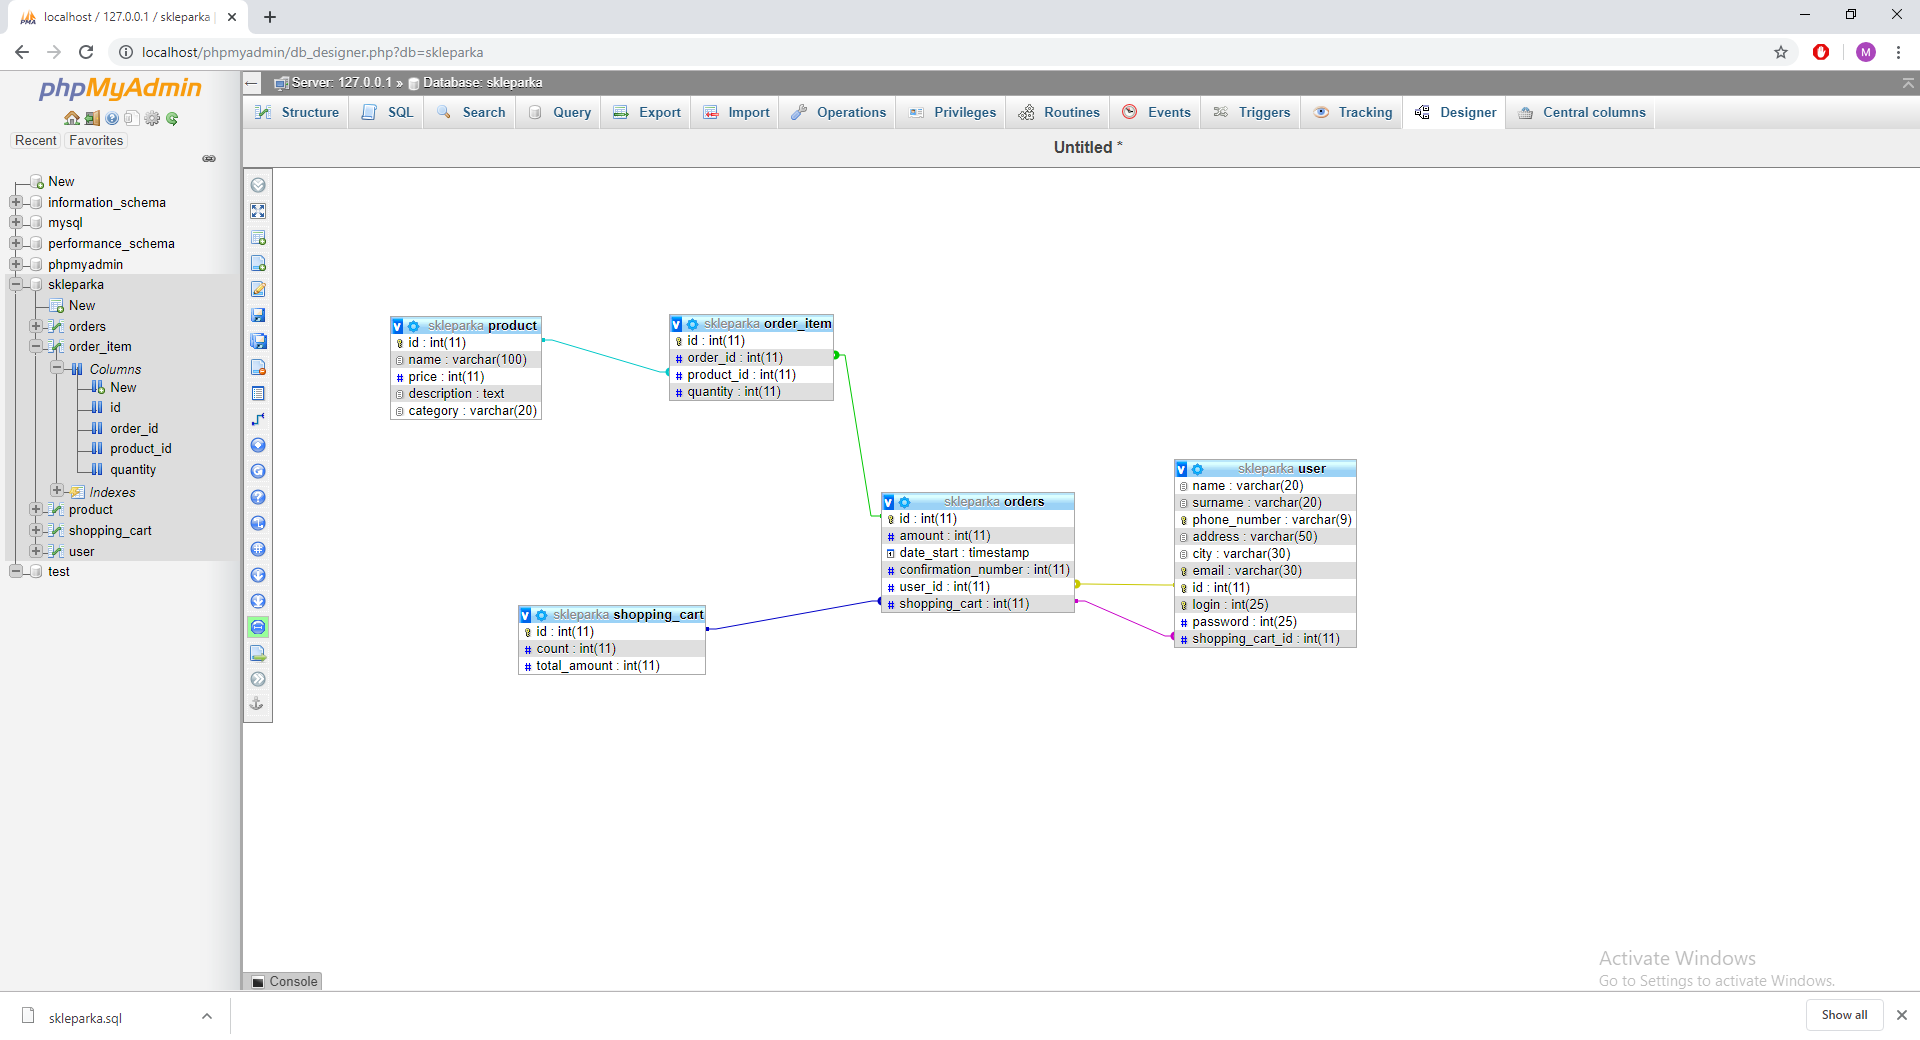 localhost / 127.0.0.1 / skleparka |
localhost/phpmyadmin/db_designer.php?db=skleparka
M
phpMyAdmin
Recent Favorites
New
information_schema
mysql
performance_schema
phpmyadmin
skleparka
New
orders
order_item
Columns
New
id
order_id
product_id
quantity
Indexes
product
shopping_cart
user
test
Server: 127.0.0.1 » Database: skleparka
Structure SQL Search Query Export Import Operations Privileges Routines Events Triggers Tracking Designer Central columns
Untitled *
v skleparka product
id : int(11)
name : varchar(100)
# price : int(11)
description : text
category : varchar(20)
v skleparka order_item
id : int(11)
# order_id : int(11)
# product_id : int(11)
# quantity : int(11)
v skleparka orders
id : int(11)
# amount : int(11)
date_start : timestamp
# confirmation_number : int(11)
# user_id : int(11)
# shopping_cart : int(11)
v skleparka user
name : varchar(20)
surname : varchar(20)
phone_number : varchar(9)
address : varchar(50)
city : varchar(30)
email : varchar(30)
id : int(11)
login : int(25)
# password : int(25)
# shopping_cart_id : int(11)
v skleparka shopping_cart
id : int(11)
# count : int(11)
# total_amount : int(11)
Console
Activate Windows
Go to Settings to activate Windows.
skleparka.sql
Show all